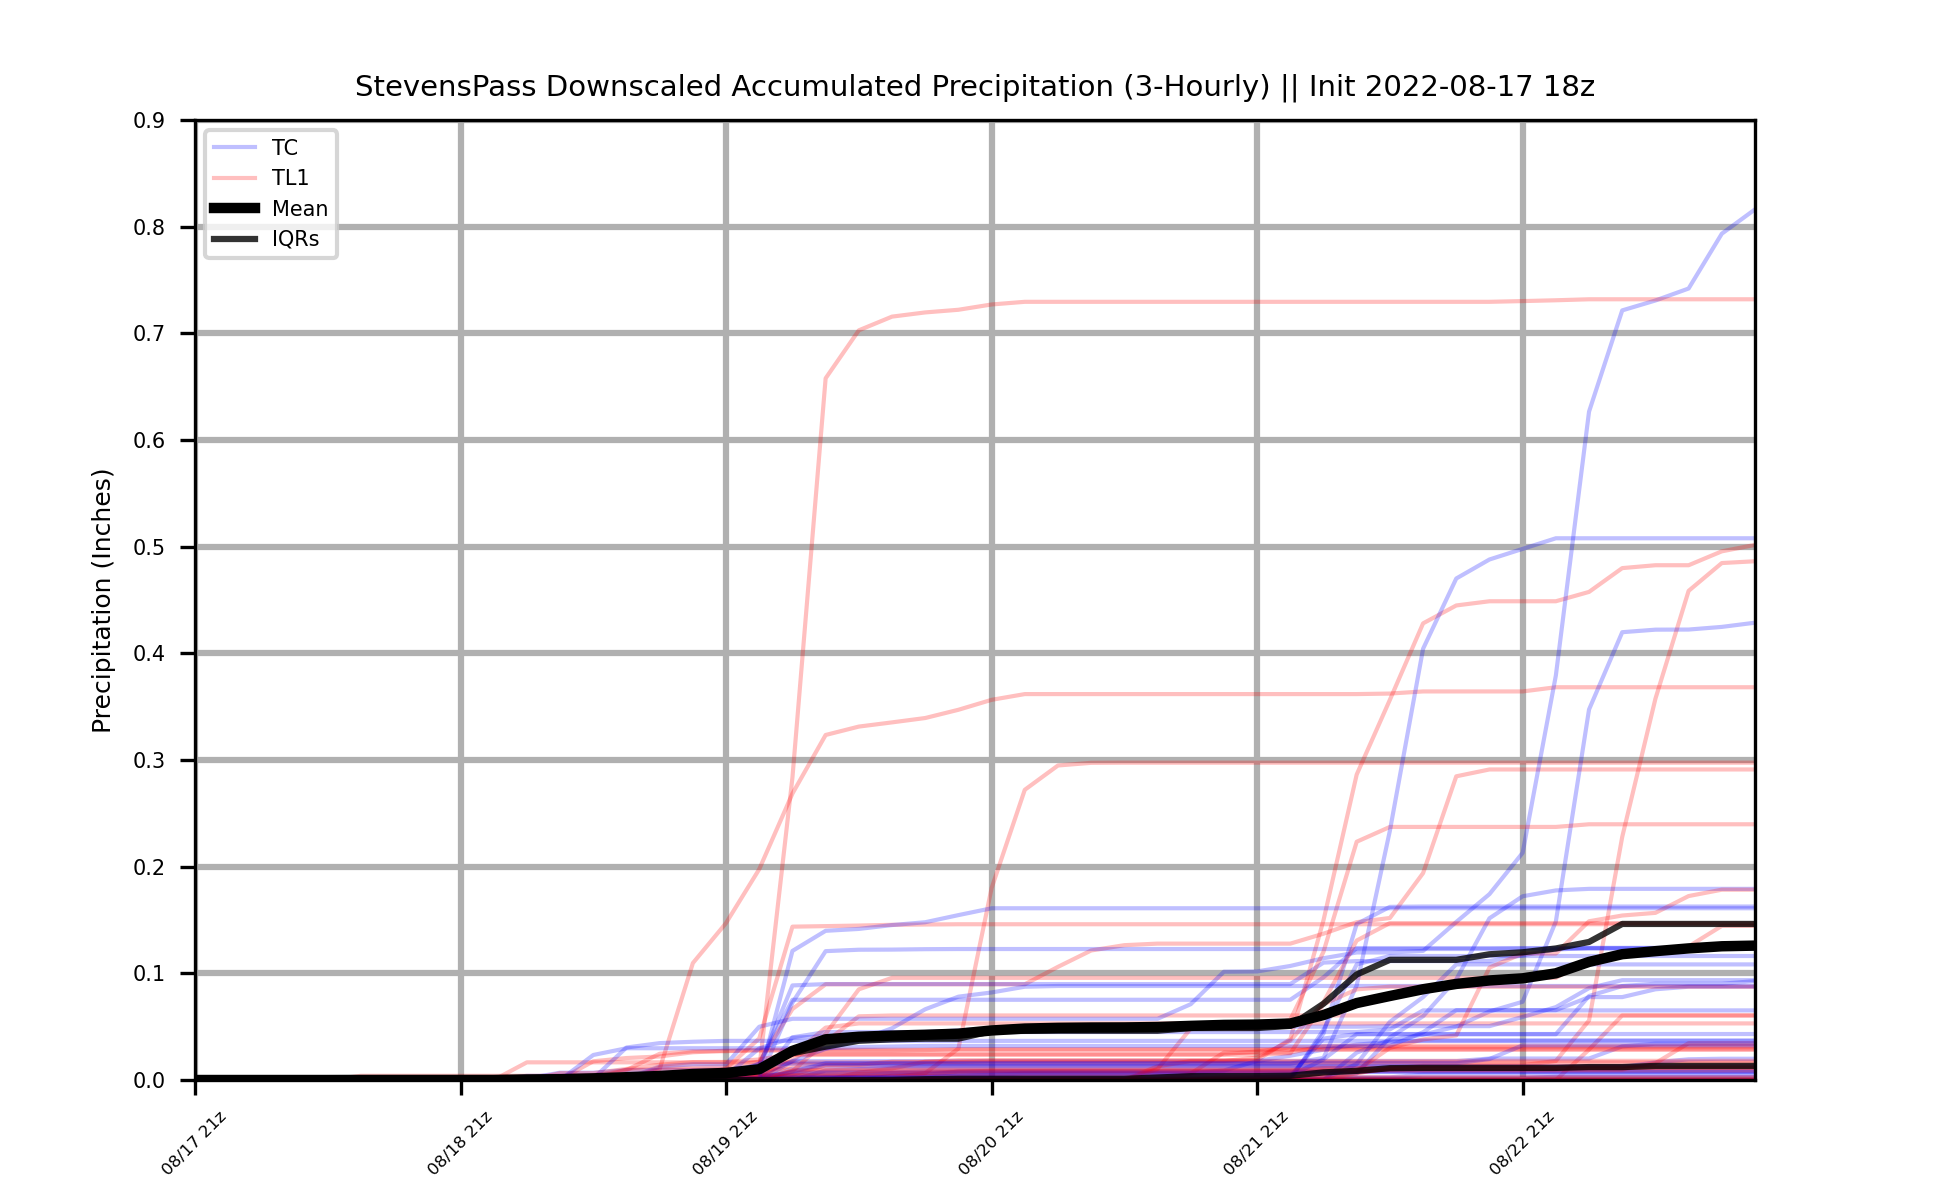 StevensPass Downscaled Accumulated Precipitation (3-Hourly) || Init 2022-08-17 18z
TC
TL1
Mean
IQRs
Precipitation (Inches)
0.9
0.8
0.7
0.6
0.5
0.4
0.3
0.2
0.1
0.0
08/17 21z
08/18 21z
08/19 21z
08/20 21z
08/21 21z
08/22 21z